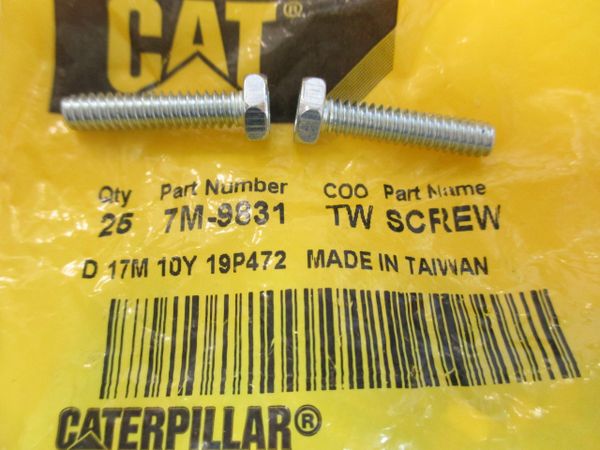 CAT
Qty Part Number COO Part Name
25 7M-9831 TW SCREW
D 17M 10Y 19P472 MADE IN TAIWAN
CATERPILLAR®